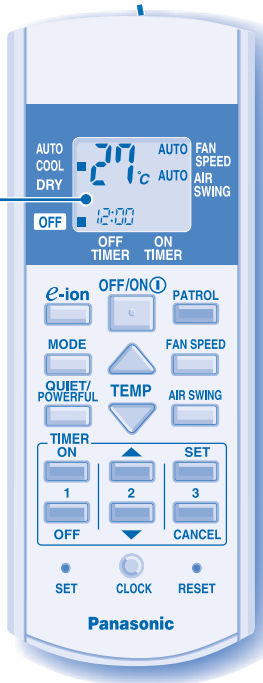 AUTO
COOL
DRY
OFF
27°C
AUTO
AUTO
FAN
SPEED
AIR
SWING
12:00
OFF
TIMER
ON
TIMER
e-ion
OFF/ON
PATROL
MODE
FAN SPEED
QUIET/
POWERFUL
TEMP
AIR SWING
TIMER
ON
SET
1
2
3
OFF
CANCEL
SET
CLOCK
RESET
Panasonic